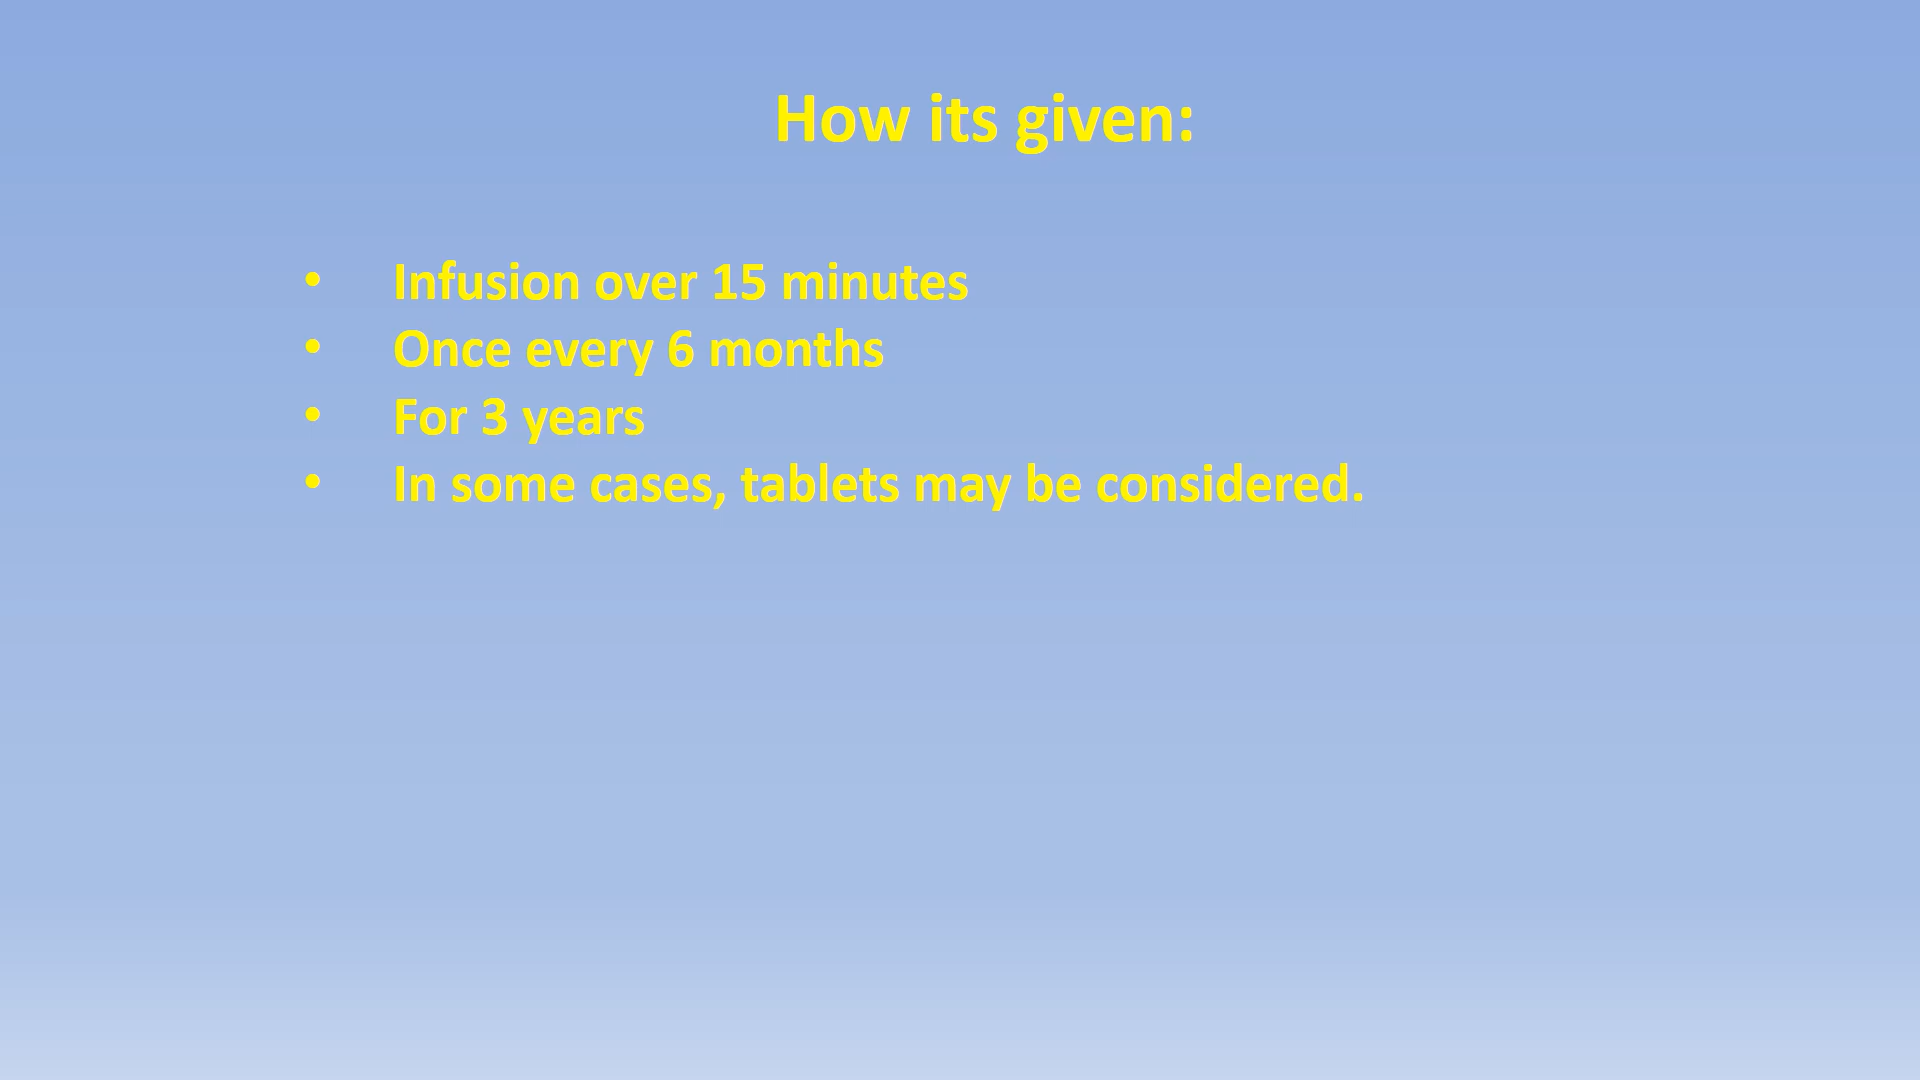 How its given:
• Infusion over 15 minutes
• Once every 6 months
• For 3 years
• In some cases, tablets may be considered.